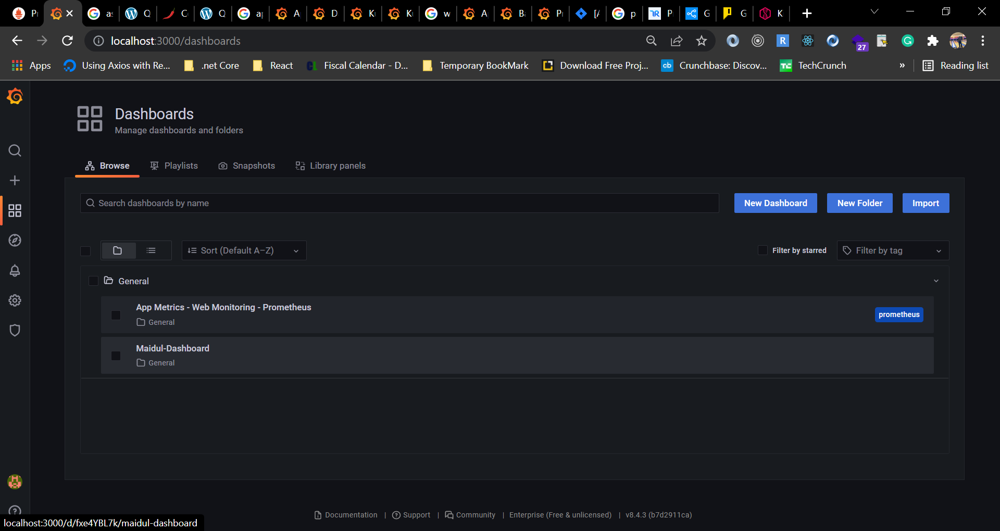 P
as
Q
C
Q
a
A
D
K
K
w
A
B
P
[A
p
P
G
G
K
localhost:3000/dashboards
R
27
Apps
Using Axios with Re...
.net Core
React
CL
Fiscal Calendar - D...
Temporary BookMark
Download Free Proj...
cb
Crunchbase: Discov...
TechCrunch
»
Reading list
Dashboards
Manage dashboards and folders
Browse
Playlists
Snapshots
Library panels
Search dashboards by name
New Dashboard
New Folder
Import
Sort (Default A–Z)
Filter by starred
Filter by tag
General
App Metrics - Web Monitoring - Prometheus
General
prometheus
Maidul-Dashboard
General
Documentation | Support | Community | Enterprise (Free & unlicensed) | v8.4.3 (b7d2911ca)
localhost:3000/d/fxe4YBL7k/maidul-dashboard